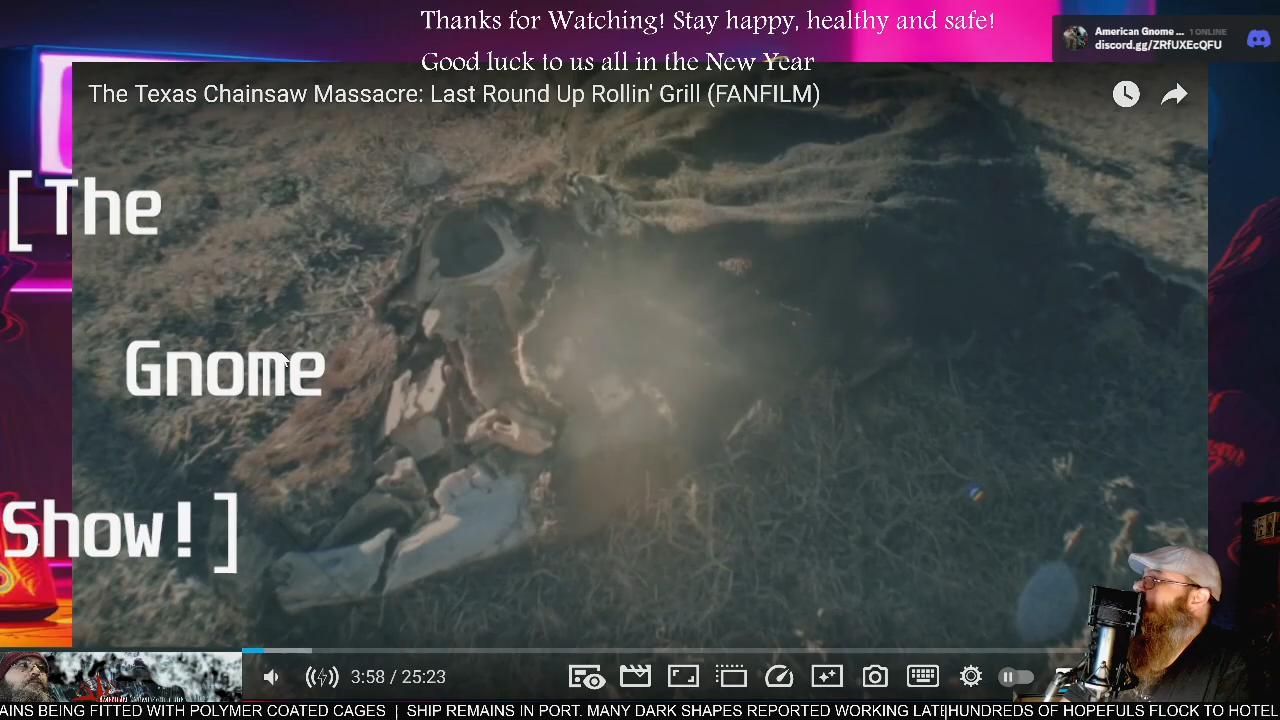 Thanks for Watching! Stay happy, healthy and safe!
Good luck to us all in the New Year
American Gnome ... 1 ONLINE
discord.gg/ZRfUXEcQFU
The Texas Chainsaw Massacre: Last Round Up Rollin' Grill (FANFILM)
[The
Gnome
Show!]
3:58 / 25:23
AINS BEING FITTED WITH POLYMER COATED CAGES | SHIP REMAINS IN PORT. MANY DARK SHAPES REPORTED WORKING LATE|HUNDREDS OF HOPEFULS FLOCK TO HOTEL